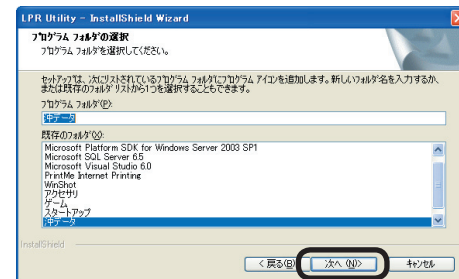 LPR Utility - InstallShield Wizard
プログラム フォルダの選択
プログラム フォルダを選択してください。
セットアップは、次にリストされているプログラム フォルダにプログラム アイコンを追加します。新しいフォルダ名を入力するか、
または既存のフォルダ リストから1つを選択することもできます。
プログラム フォルダ(P):
沖データ
既存のフォルダ(X):
Microsoft Platform SDK for Windows Server 2003 SP1
Microsoft SQL Server 6.5
Microsoft Visual Studio 6.0
PrintMe Internet Printing
WinShot
アクセサリ
ゲーム
スタートアップ
沖データ
InstallShield
< 戻る(B)
次へ (N)>
キャンセル